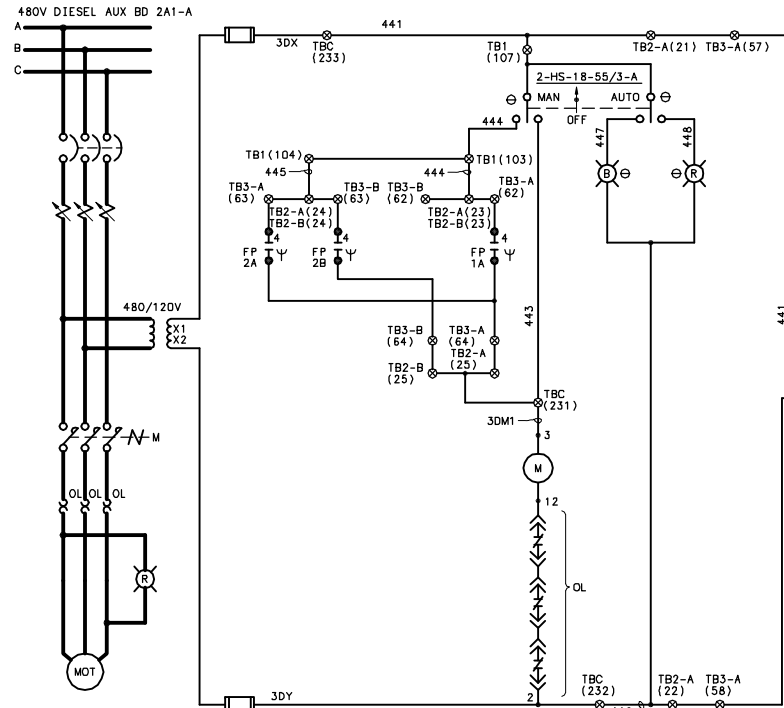 480V DIESEL AUX BD 2A1-A
A
B
C
441
3DX
TBC
(233)
TB1
(107)
TB2-A(21)
TB3-A(57)
2-HS-18-55/3-A
MAN
AUTO
OFF
444
447
448
TB1(104)
445
444
TB1(103)
B
R
TB3-A
(63)
TB3-B
(63)
TB3-B
(62)
TB3-A
(62)
TB2-A(24)
TB2-B(24)
TB2-A(23)
TB2-B(23)
4
4
4
FP
2A
FP
2B
FP
1A
480/120V
X1
X2
443
441
TB3-B
(64)
TB3-A
(64)
TB2-B
(25)
TB2-A
(25)
TBC
(231)
3DM1
3
M
M
12
OL
OL
OL
OL
R
MOT
2
3DY
TBC
(232)
TB2-A
(22)
TB3-A
(58)